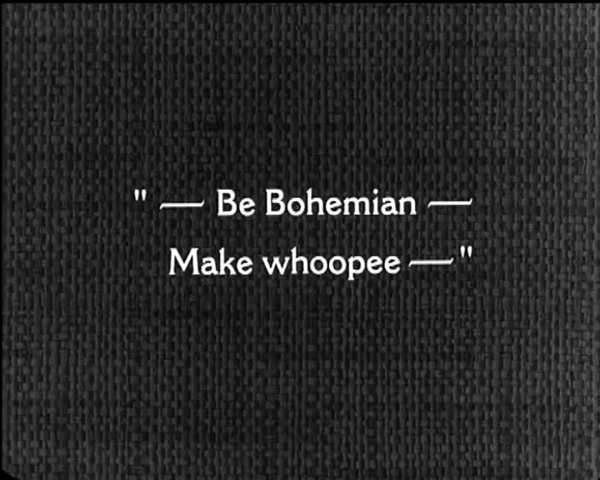 " — Be Bohemian —
Make whoopee —"